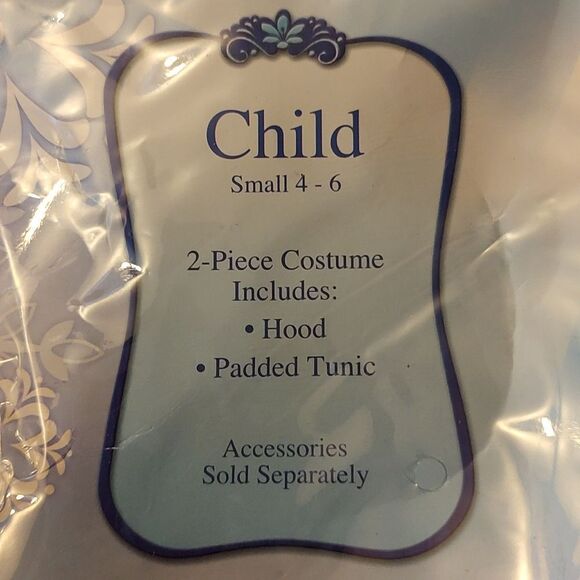 Child
Small 4 - 6
2-Piece Costume
Includes:
• Hood
• Padded Tunic
Accessories
Sold Separately